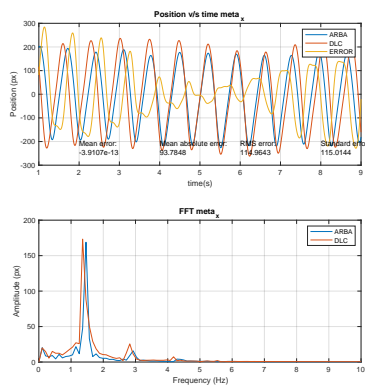 Position v/s time meta_x
300
200
100
0
-100
-200
-300
Position (px)
ARBA
DLC
ERROR
Mean error: Mean absolute error: RMS error: Standard erro
-3.9107e-13 93.7848 114.9643 115.0144
1 2 3 4 5 6 7 8 9
time(s)
FFT meta_x
200
150
100
50
0
Amplitude (px)
ARBA
DLC
0 1 2 3 4 5 6 7 8 9 10
Frequency (Hz)